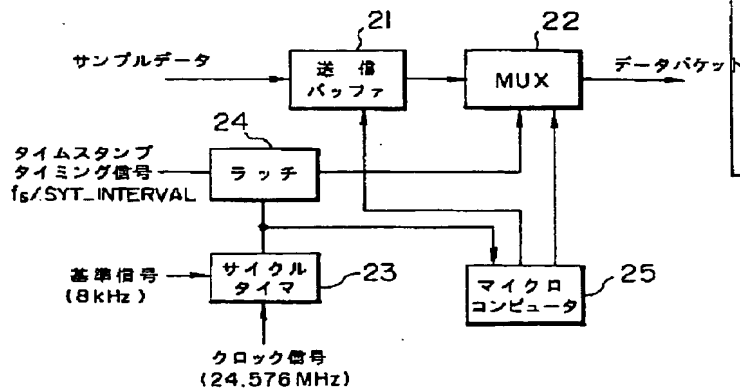 21
22
サンプルデータ
送信
バッファ
MUX
データパケット
24
タイムスタンプ
タイミング信号
fs/SYT_INTERVAL
ラッチ
基準信号
(8kHz)
サイクル
タイマ
23
マイクロ
コンピュータ
25
クロック信号
(24,576MHz)